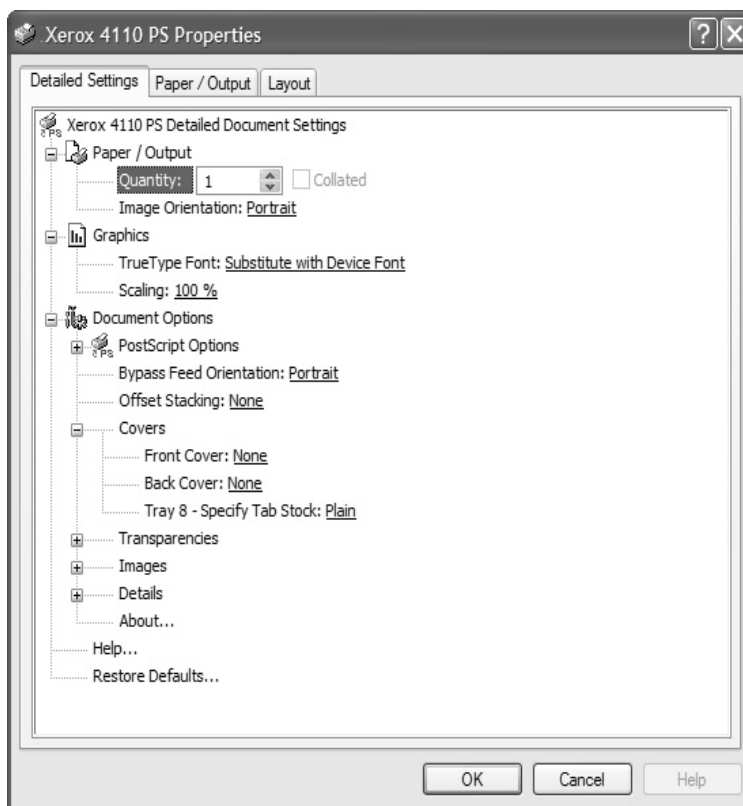 Xerox 4110 PS Properties
Detailed Settings Paper / Output Layout
Xerox 4110 PS Detailed Document Settings
Paper / Output
Quantity: 1 Collated
Image Orientation: Portrait
Graphics
TrueType Font: Substitute with Device Font
Scaling: 100 %
Document Options
PostScript Options
Bypass Feed Orientation: Portrait
Offset Stacking: None
Covers
Front Cover: None
Back Cover: None
Tray 8 - Specify Tab Stock: Plain
Transparencies
Images
Details
About...
Help...
Restore Defaults...
OK Cancel Help